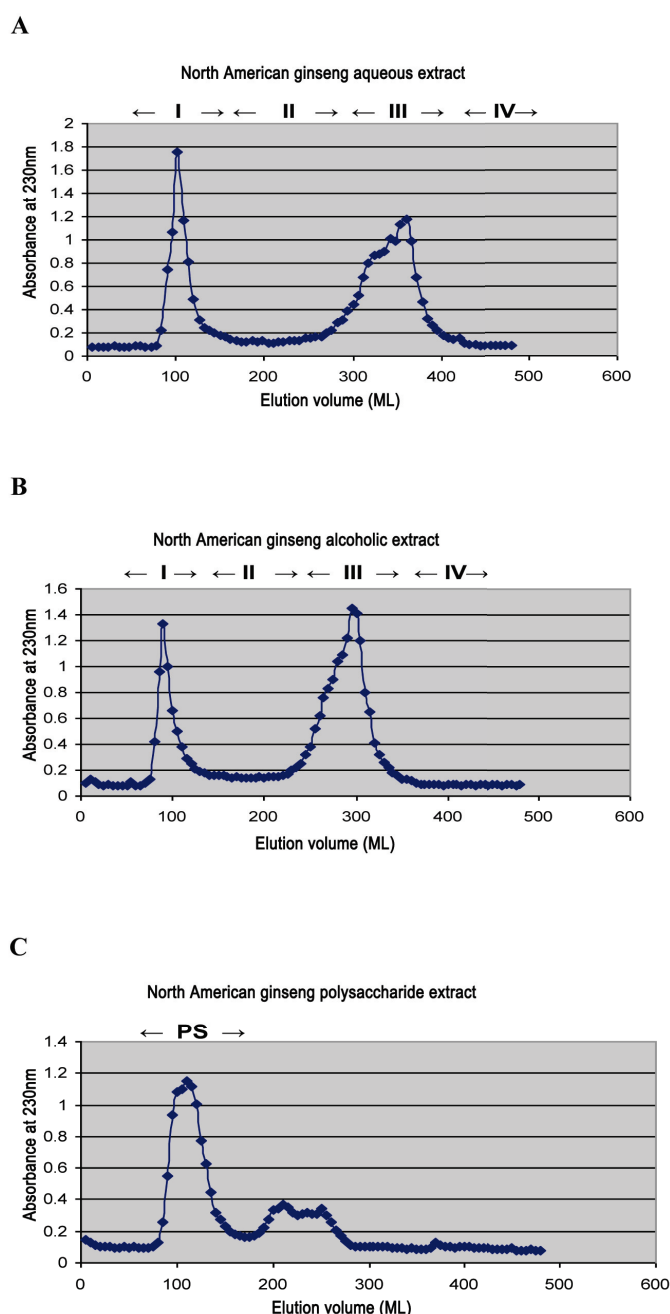 A
North American ginseng aqueous extract
← I → ← II → ← III → ← IV →
2
1.8
1.6
1.4
1.2
1
0.8
0.6
0.4
0.2
0
Absorbance at 230nm
0 100 200 300 400 500 600
Elution volume (ML)
B
North American ginseng alcoholic extract
← I → ← II → ← III → ← IV →
1.6
1.4
1.2
1
0.8
0.6
0.4
0.2
0
Absorbance at 230nm
0 100 200 300 400 500 600
Elution volume (ML)
C
North American ginseng polysaccharide extract
← PS →
1.4
1.2
1
0.8
0.6
0.4
0.2
0
Absorbance at 230nm
0 100 200 300 400 500 600
Elution volume (ML)